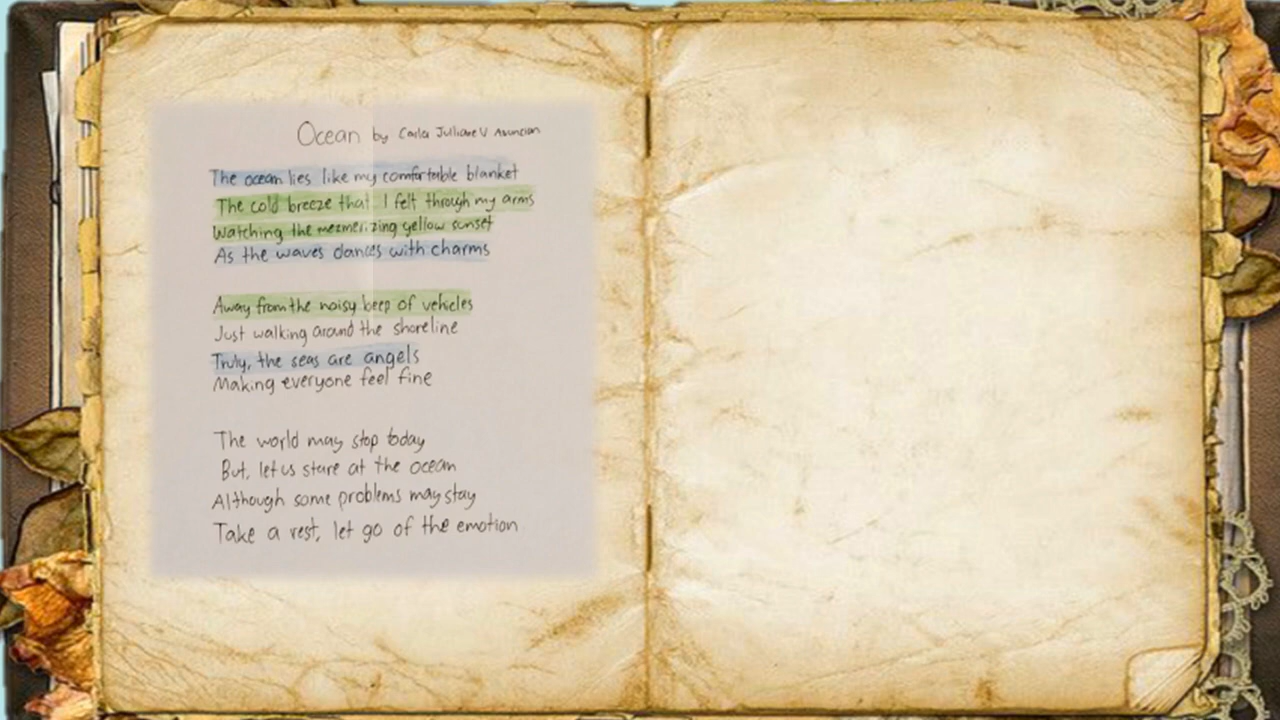 Ocean by Carla Julliane V Asuncion
The ocean lies like my comfortable blanket
The cold breeze that I felt through my arms
Watching the mezmerizing yellow sunset
As the waves dances with charms
Away from the noisy beep of vehicles
Just walking around the shoreline
Truly, the seas are angels
Making everyone feel fine
The world may stop today
But, let us stare at the ocean
Although some problems may stay
Take a rest, let go of the emotion